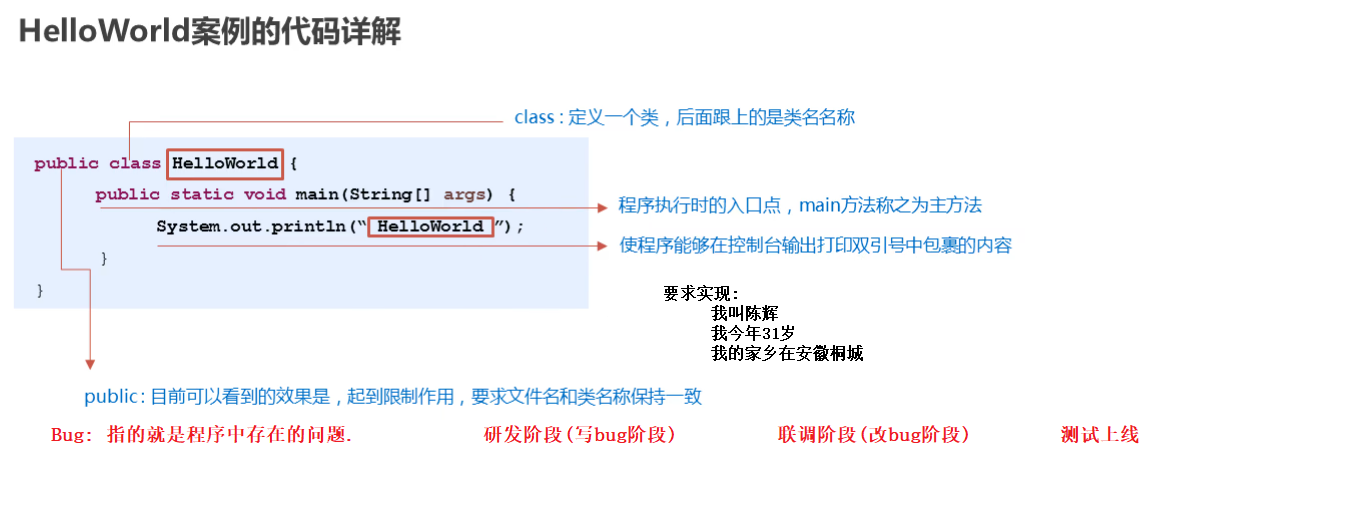 HelloWorld案例的代码详解
class : 定义一个类，后面跟上的是类名名称
public class HelloWorld {
public static void main(String[] args) {
程序执行时的入口点，main方法称之为主方法
System.out.println(“ HelloWorld ”);
使程序能够在控制台输出打印双引号中包裹的内容
}
}
要求实现:
我叫陈辉
我今年31岁
我的家乡在安徽桐城
public : 目前可以看到的效果是，起到限制作用，要求文件名和类名称保持一致
Bug: 指的就是程序中存在的问题. 研发阶段(写bug阶段) 联调阶段(改bug阶段) 测试上线